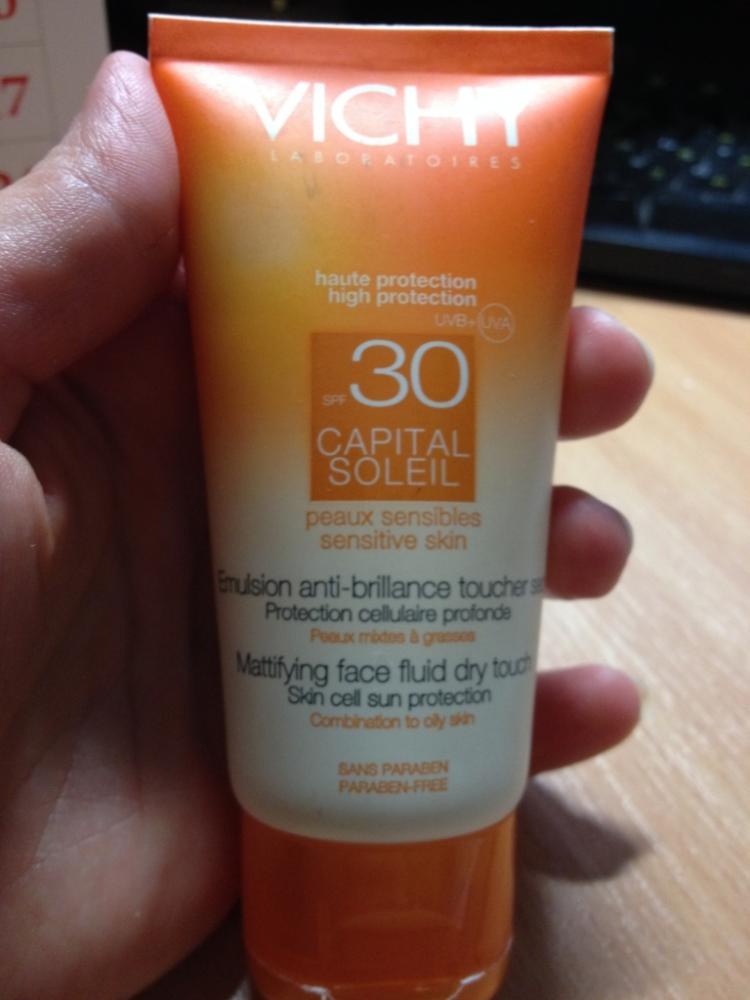 VICHY
LABORATOIRES
haute protection
high protection
UVB+UVA
SPF 30
CAPITAL
SOLEIL
peaux sensibles
sensitive skin
Emulsion anti-brillance toucher
Protection cellulaire profonde
Peaux mixtes à grasses
Mattifying face fluid dry touch
Skin cell sun protection
Combination to oily skin
SANS PARABEN
PARABEN-FREE